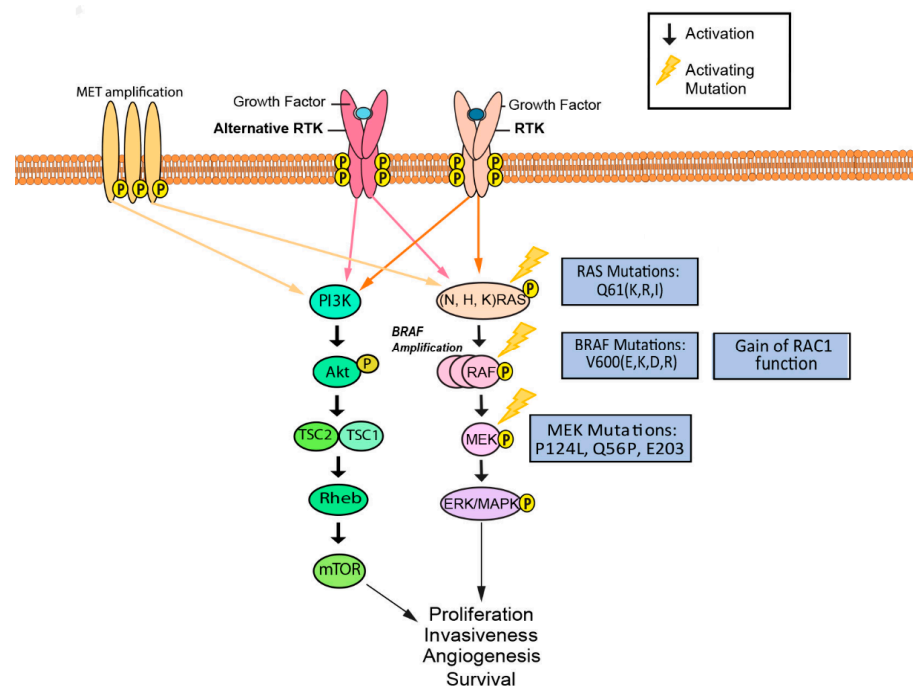 Activation
Activating
Mutation
MET amplification
Growth Factor
Alternative RTK
Growth Factor
RTK
P
P
P
P
P
P
P
P
P
P
P
PI3K
(N, H, K)RAS
P
RAS Mutations:
Q61(K,R,I)
BRAF
Amplification
Akt
P
RAF
P
BRAF Mutations:
V600(E,K,D,R)
Gain of RAC1
function
TSC2
TSC1
MEK
P
MEK Mutations:
P124L, Q56P, E203
Rheb
ERK/MAPK
P
mTOR
Proliferation
Invasiveness
Angiogenesis
Survival